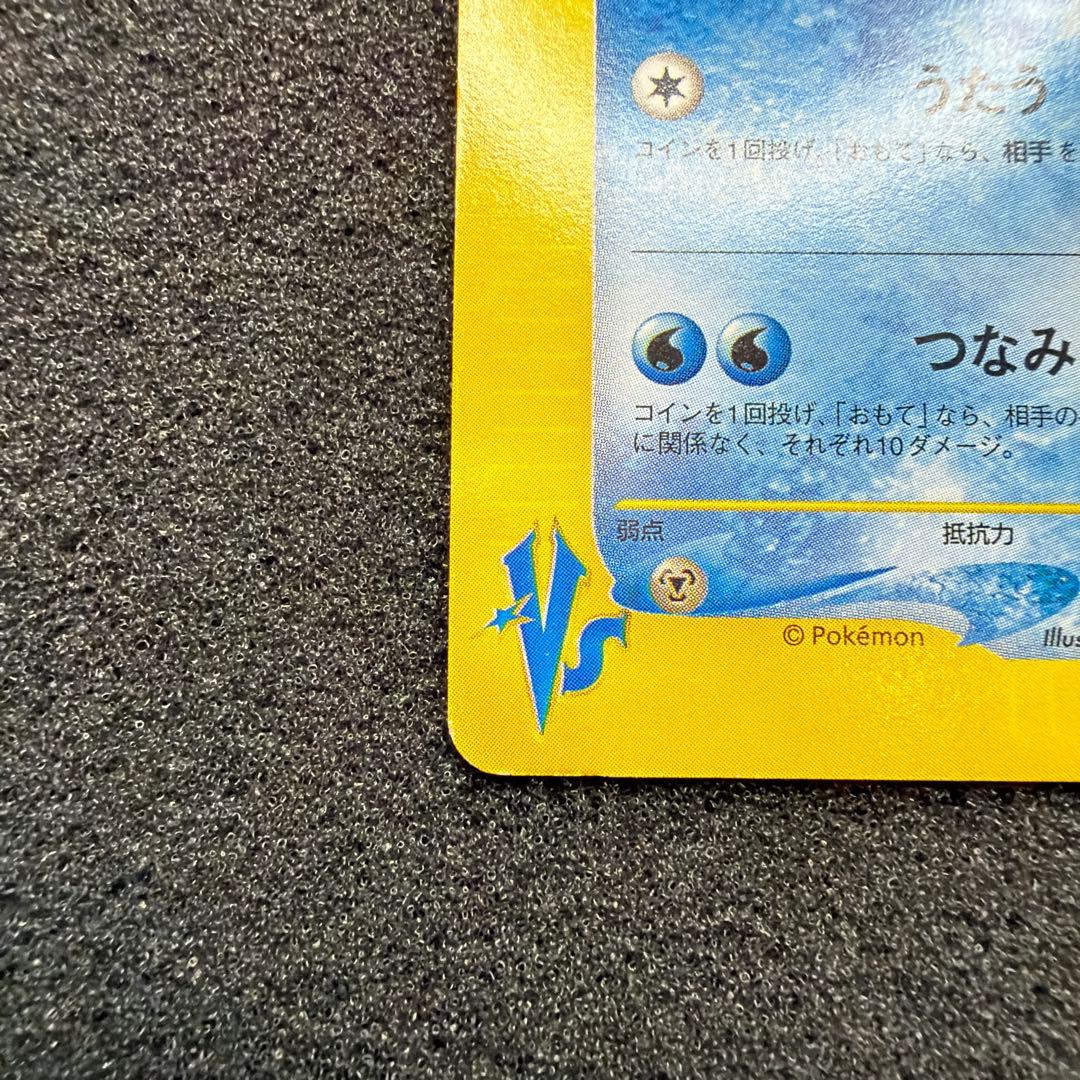 うたう
コインを1回投げ、「おもて」なら、相手を
つなみ
コインを1回投げ、「おもて」なら、相手の
に関係なく、それぞれ10ダメージ。
弱点
抵抗力
© Pokémon
Illus
VS